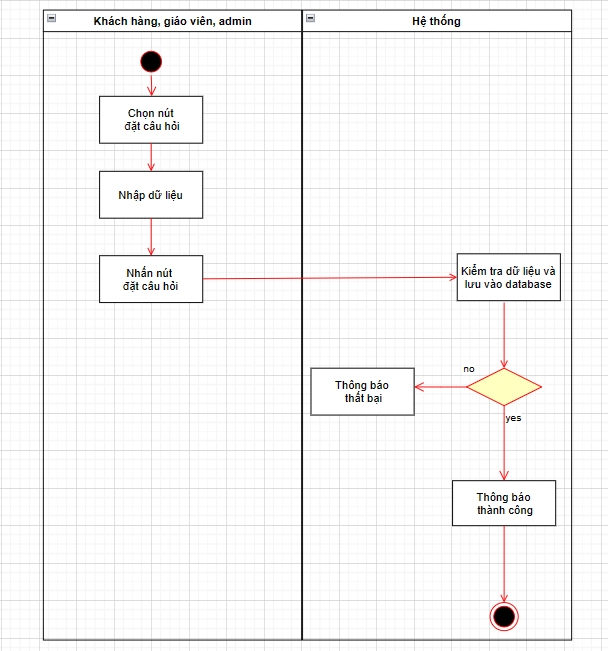 Khách hàng, giáo viên, admin
Hệ thống
Chọn nút
đặt câu hỏi
Nhập dữ liệu
Nhấn nút
đặt câu hỏi
Kiểm tra dữ liệu và
lưu vào database
no
Thông báo
thất bại
yes
Thông báo
thành công